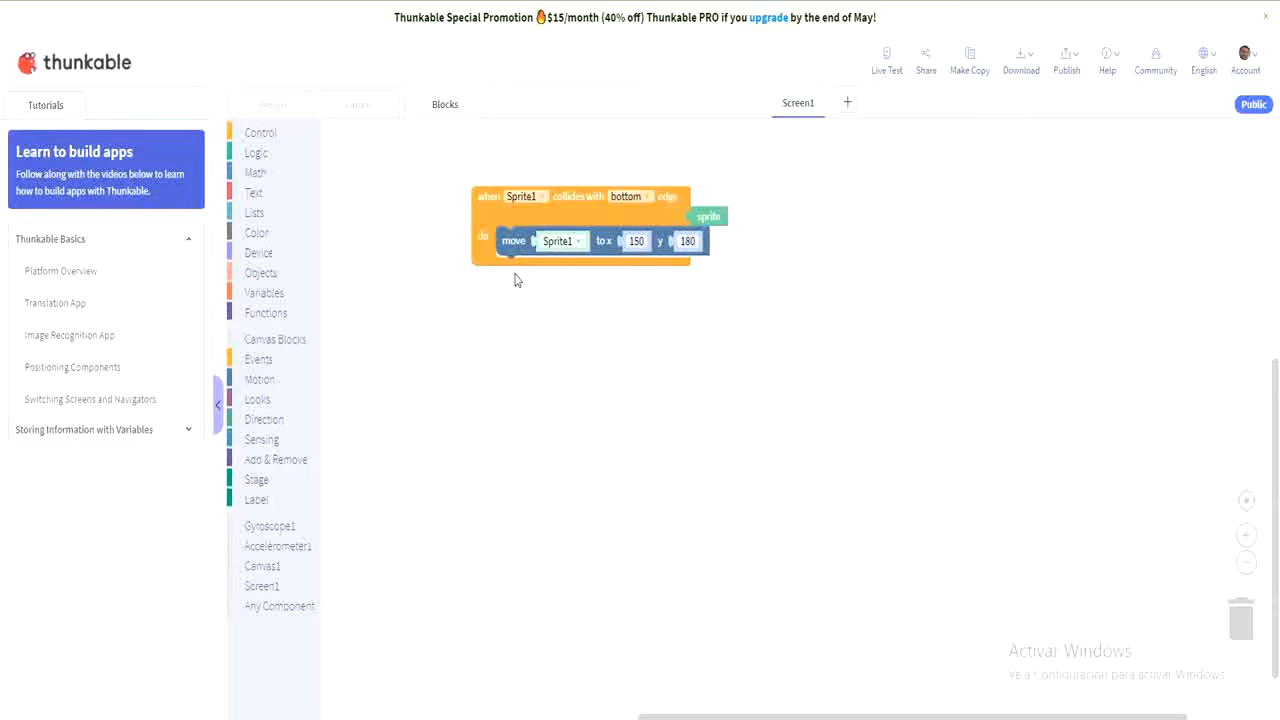 Thunkable Special Promotion 🔥$15/month (40% off) Thunkable PRO if you upgrade by the end of May!
x
thunkable
Live Test
Share
Make Copy
Download
Publish
Help
Community
English
Account
Tutorials
Blocks
Screen1
+
Public
Learn to build apps
Follow along with the videos below to learn
how to build apps with Thunkable.
Thunkable Basics
Platform Overview
Translation App
Image Recognition App
Positioning Components
Switching Screens and Navigators
Storing Information with Variables
Control
Logic
Math
Text
Lists
Color
Device
Objects
Variables
Functions
Canvas Blocks
Events
Motion
Looks
Direction
Sensing
Add & Remove
Stage
Label
Gyroscope1
Accelerometer1
Canvas1
Screen1
Any Component
when Sprite1 collides with bottom edge
sprite
do move Sprite1 to x 150 y 180
Activar Windows
Ve a Configuración para activar Windows.